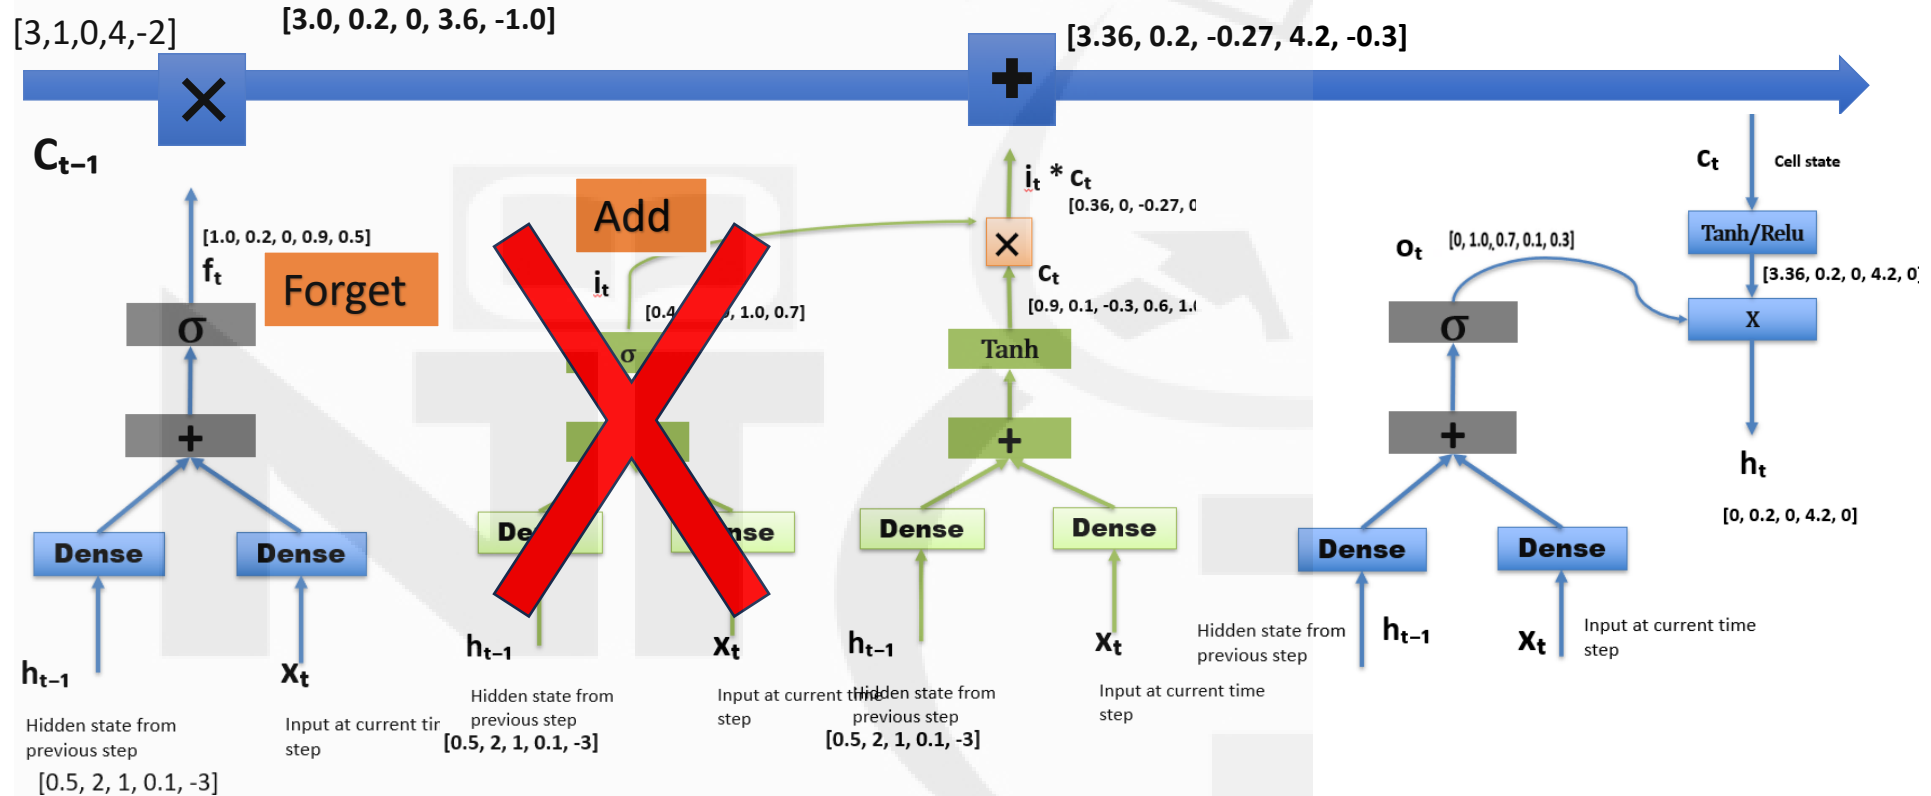 [3,1,0,4,-2]
[3.0, 0.2, 0, 3.6, -1.0]
[3.36, 0.2, -0.27, 4.2, -0.3]
×
+
Cₜ₋₁
iₜ * cₜ
[0.36, 0, -0.27, 0
cₜ
Cell state
Add
[1.0, 0.2, 0, 0.9, 0.5]
fₜ
Forget
×
Tanh/Relu
oₜ
[0, 1.0, 0.7, 0.1, 0.3]
iₜ
cₜ
[3.36, 0.2, 0, 4.2, 0]
[0.4 , 1.0, 0.7]
[0.9, 0.1, -0.3, 0.6, 1.0
σ
σ
Tanh
σ
X
+
+
+
hₜ
[0, 0.2, 0, 4.2, 0]
Dense
Dense
Dense
Dense
Dense
Dense
hₜ₋₁
xₜ
hₜ₋₁
xₜ
hₜ₋₁
xₜ
hₜ₋₁
xₜ
Hidden state from
previous step
[0.5, 2, 1, 0.1, -3]
Input at current
step
Hidden state from
previous step
[0.5, 2, 1, 0.1, -3]
Input at current time
step
Hidden state from
previous step
[0.5, 2, 1, 0.1, -3]
Input at current time
step
Hidden state from
previous step
Input at current time
step